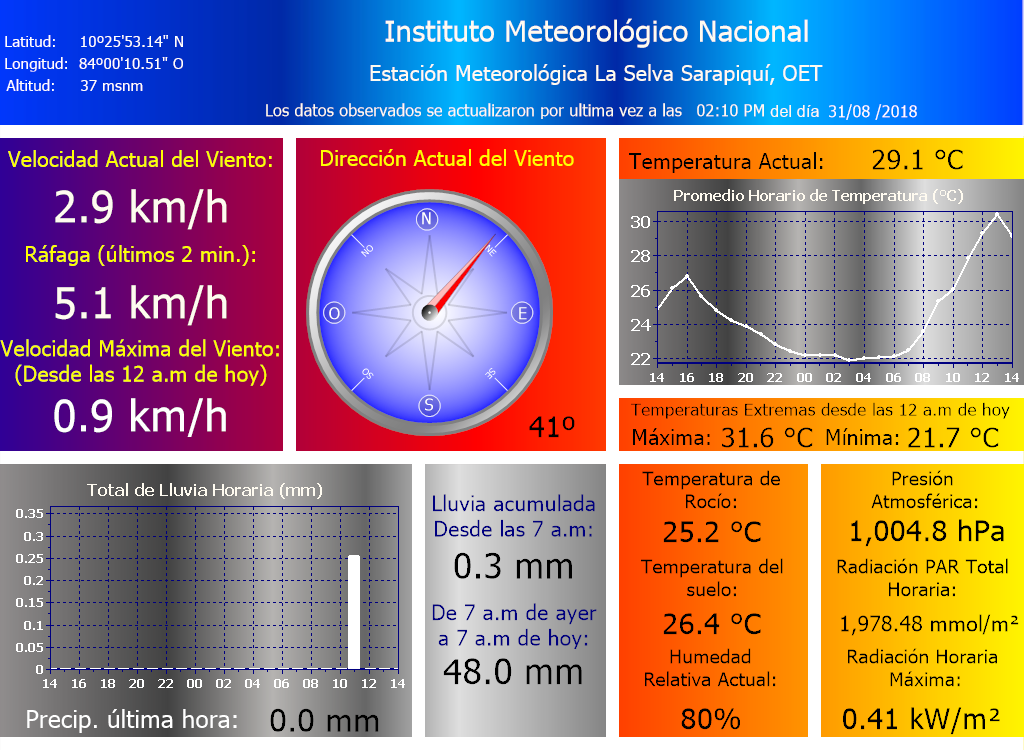 Instituto Meteorológico Nacional
Latitud: 10º25'53.14" N
Longitud: 84º00'10.51" O
Altitud: 37 msnm
Estación Meteorológica La Selva Sarapiquí, OET
Los datos observados se actualizaron por ultima vez a las 02:10 PM del día 31/08 /2018
Velocidad Actual del Viento:
2.9 km/h
Ráfaga (últimos 2 min.):
5.1 km/h
Velocidad Máxima del Viento:
(Desde las 12 a.m de hoy)
0.9 km/h
Dirección Actual del Viento
N
NO
NE
O
E
SO
SE
S
41º
Temperatura Actual: 29.1 °C
Promedio Horario de Temperatura (°C)
30
28
26
24
22
14 16 18 20 22 00 02 04 06 08 10 12 14
Temperaturas Extremas desde las 12 a.m de hoy
Máxima: 31.6 °C Mínima: 21.7 °C
Total de Lluvia Horaria (mm)
0.35
0.3
0.25
0.2
0.15
0.1
0.05
0
14 16 18 20 22 00 02 04 06 08 10 12 14
Precip. última hora: 0.0 mm
Lluvia acumulada
Desde las 7 a.m:
0.3 mm
De 7 a.m de ayer
a 7 a.m de hoy:
48.0 mm
Temperatura de
Rocío:
25.2 °C
Temperatura del
suelo:
26.4 °C
Humedad
Relativa Actual:
80%
Presión
Atmosférica:
1,004.8 hPa
Radiación PAR Total
Horaria:
1,978.48 mmol/m²
Radiación Horaria
Máxima:
0.41 kW/m²